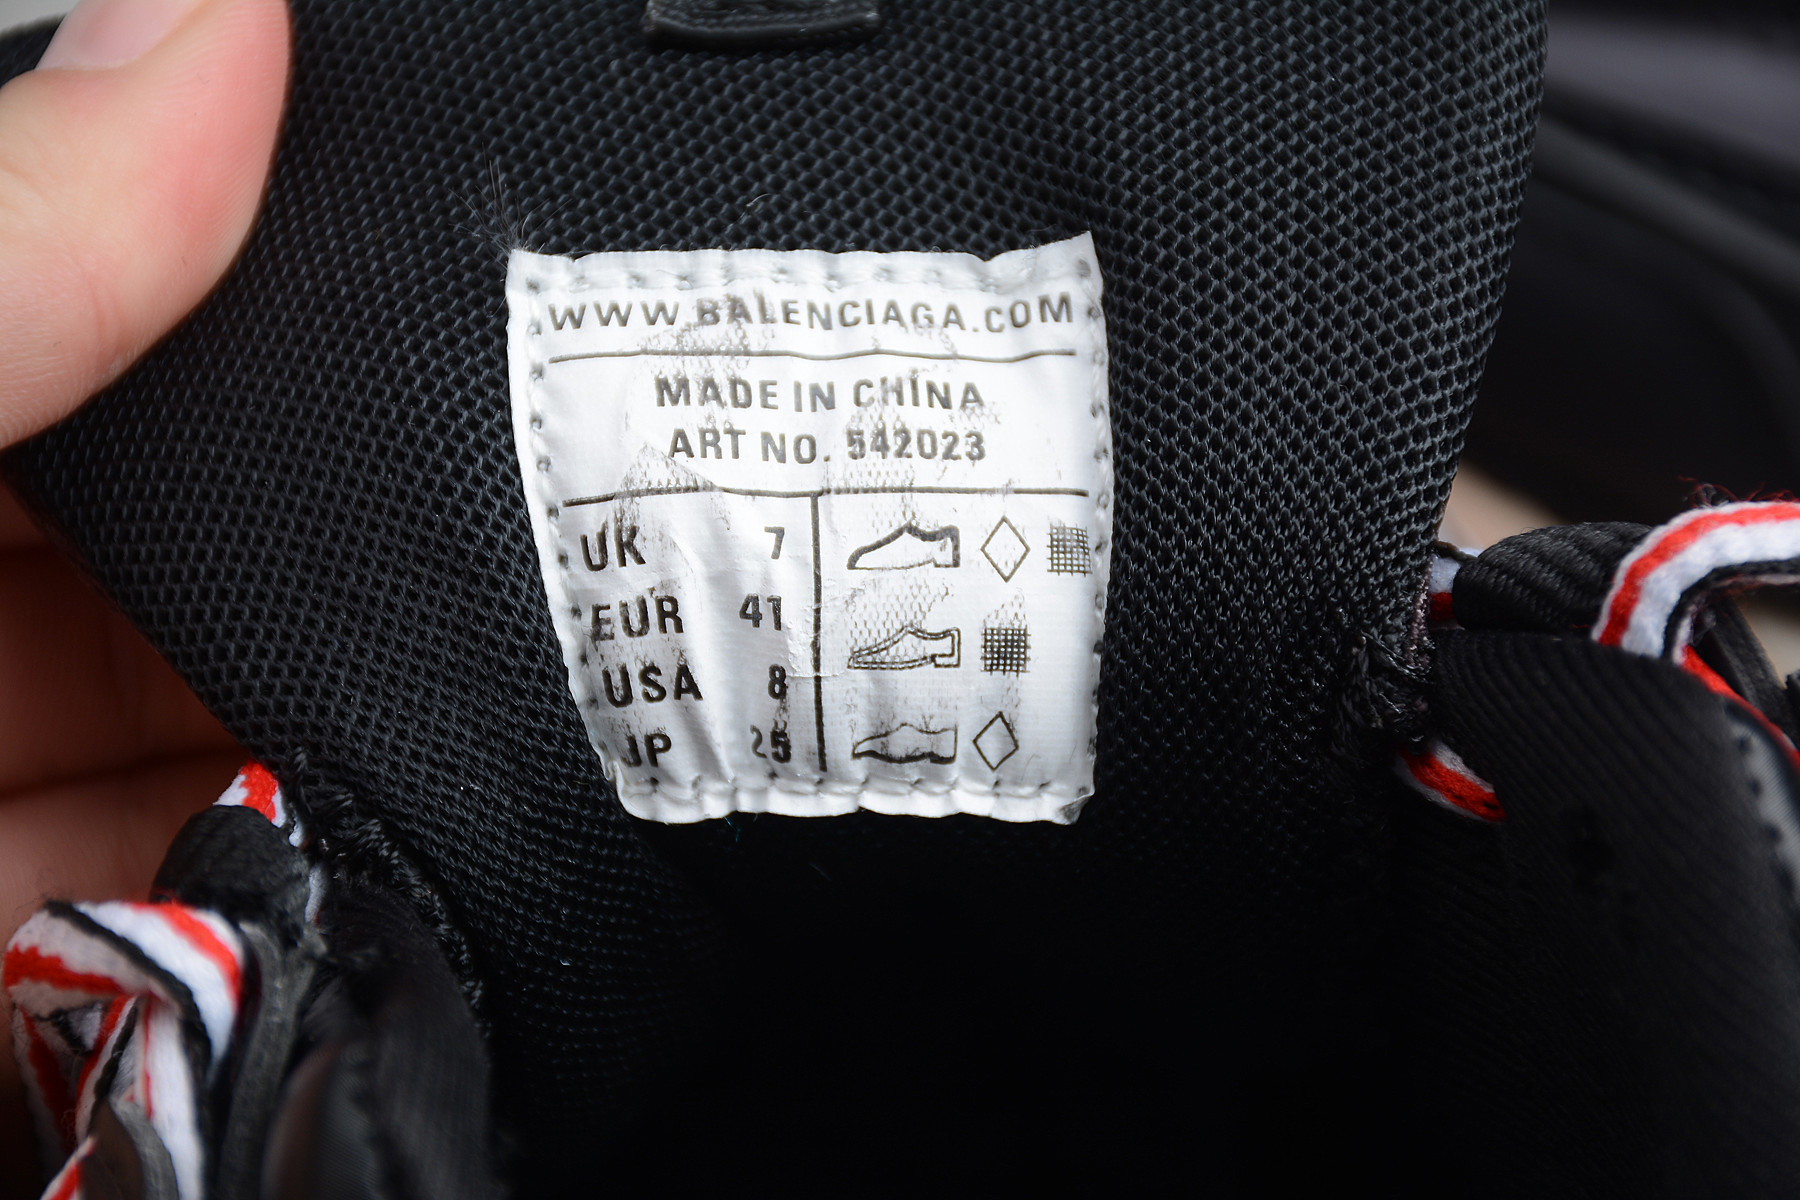 WWW.BALENCIAGA.COM
MADE IN CHINA
ART NO. 542023
UK 7
EUR 41
USA 8
JP 25